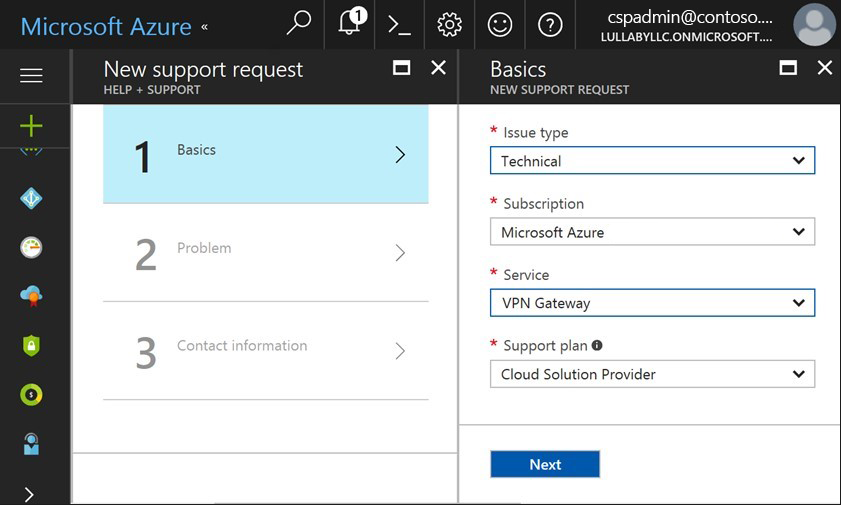 Microsoft Azure «
1
cspadmin@contoso....
LULLABYLLC.ONMICROSOFT....
New support request
HELP + SUPPORT
1 Basics
2 Problem
3 Contact information
Basics
NEW SUPPORT REQUEST
* Issue type
Technical
* Subscription
Microsoft Azure
* Service
VPN Gateway
* Support plan
Cloud Solution Provider
Next